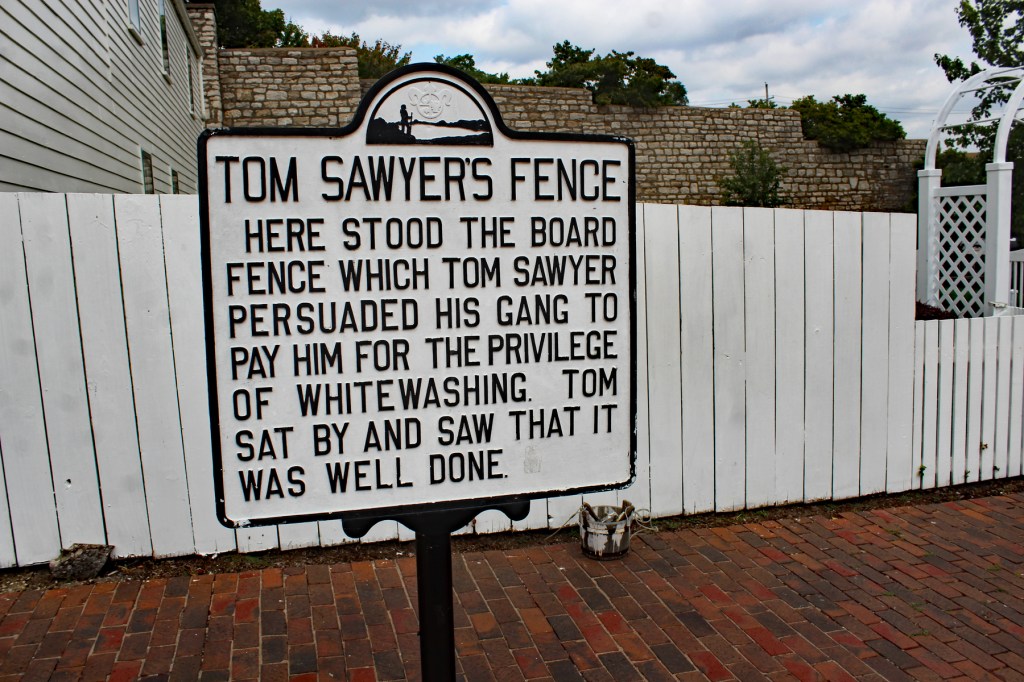 TOM SAWYER'S FENCE
HERE STOOD THE BOARD
FENCE WHICH TOM SAWYER
PERSUADED HIS GANG TO
PAY HIM FOR THE PRIVILEGE
OF WHITEWASHING. TOM
SAT BY AND SAW THAT IT
WAS WELL DONE.